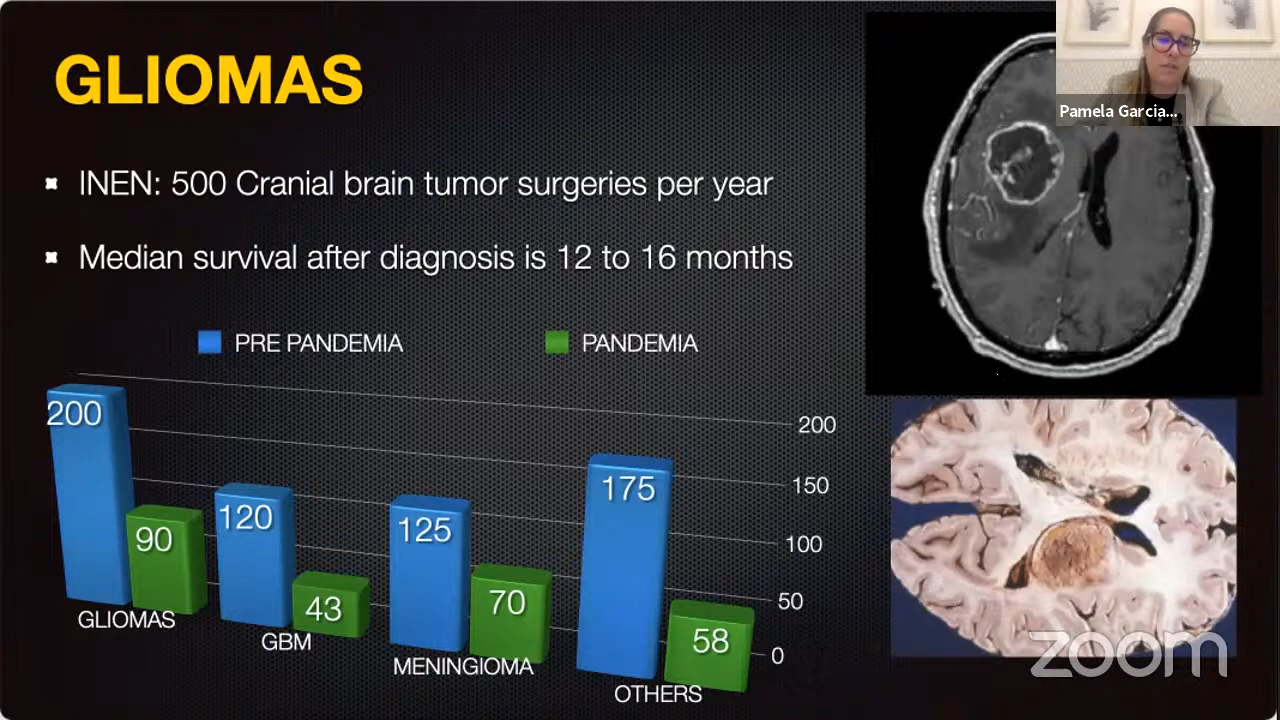 GLIOMAS
INEN: 500 Cranial brain tumor surgeries per year
Median survival after diagnosis is 12 to 16 months
PRE PANDEMIA
PANDEMIA
200
90
120
43
125
70
175
58
200
150
100
50
0
GLIOMAS
GBM
MENINGIOMA
OTHERS
Pamela Garcia...
zoom